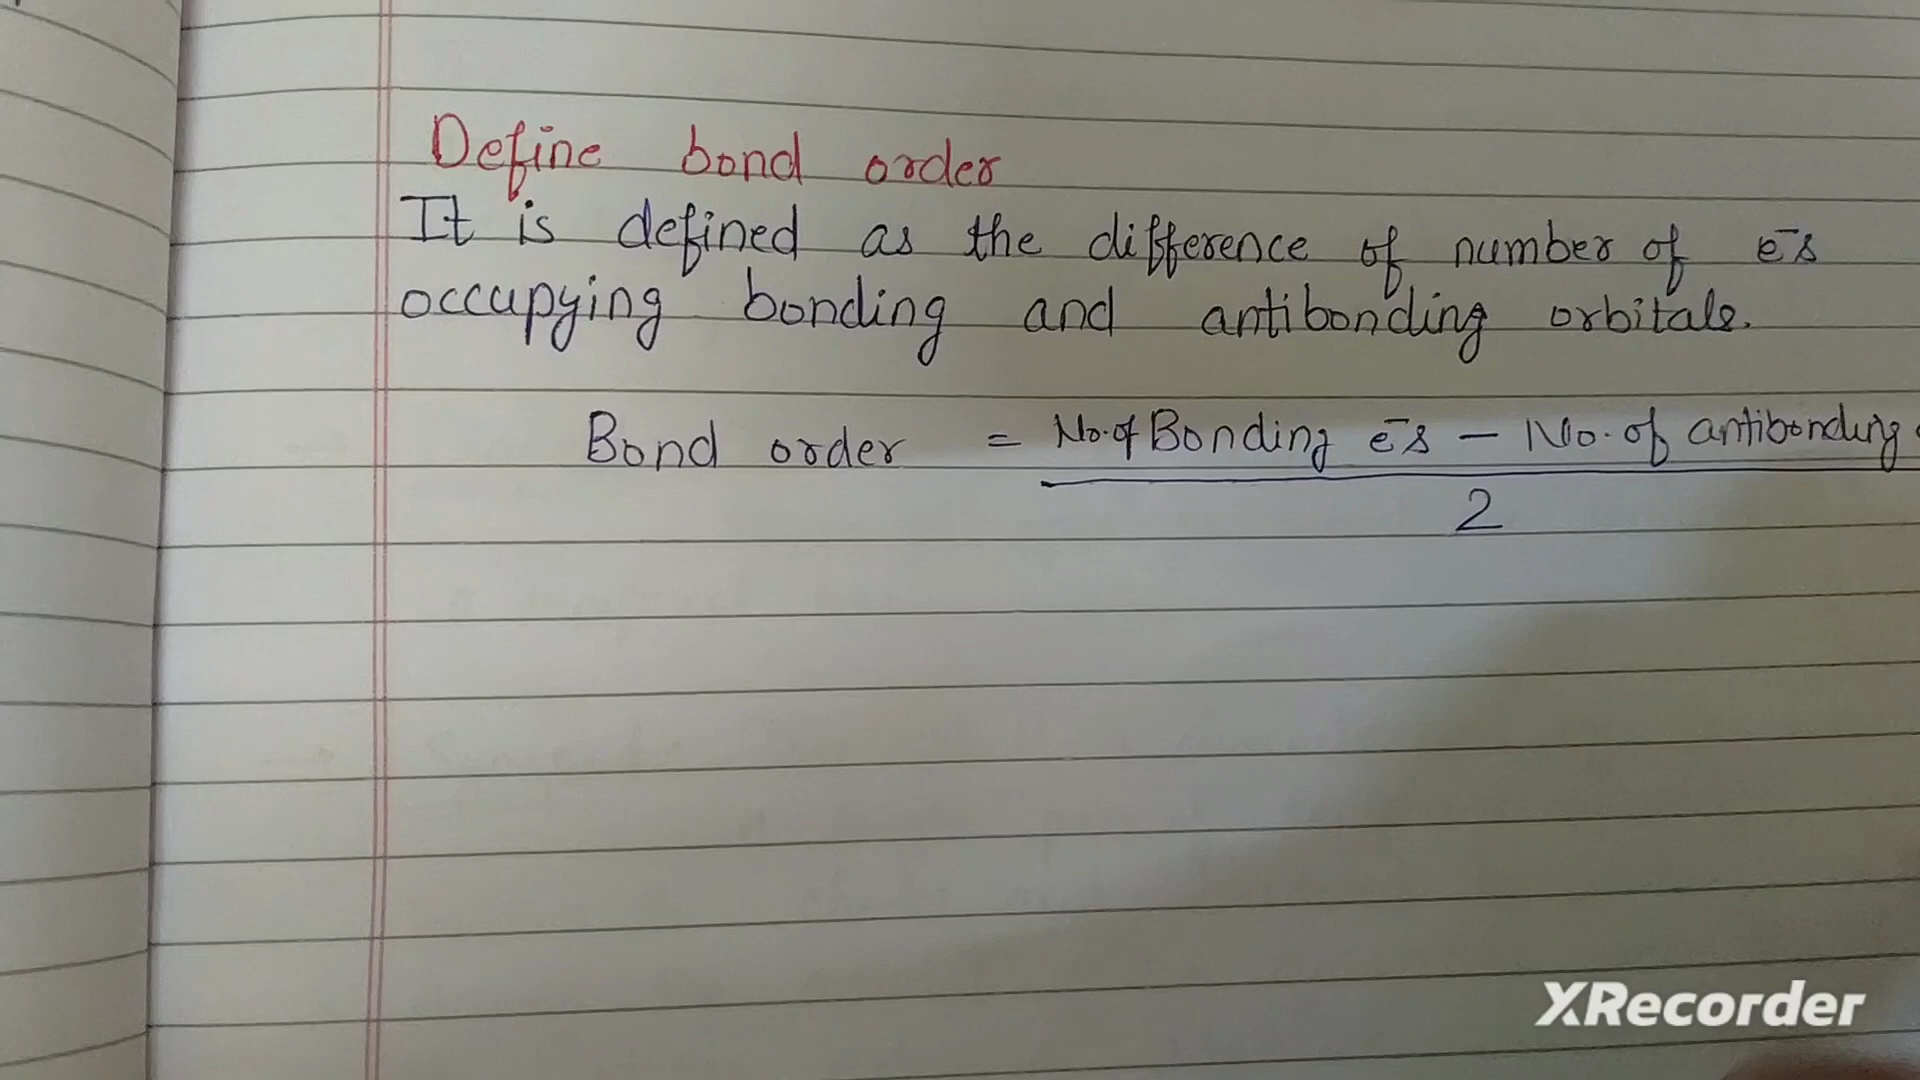 Define bond order
It is defined as the difference of number of e⁻s
occupying bonding and antibonding orbitals.
Bond order = No. of Bonding e⁻s – No. of antibonding
2
XRecorder